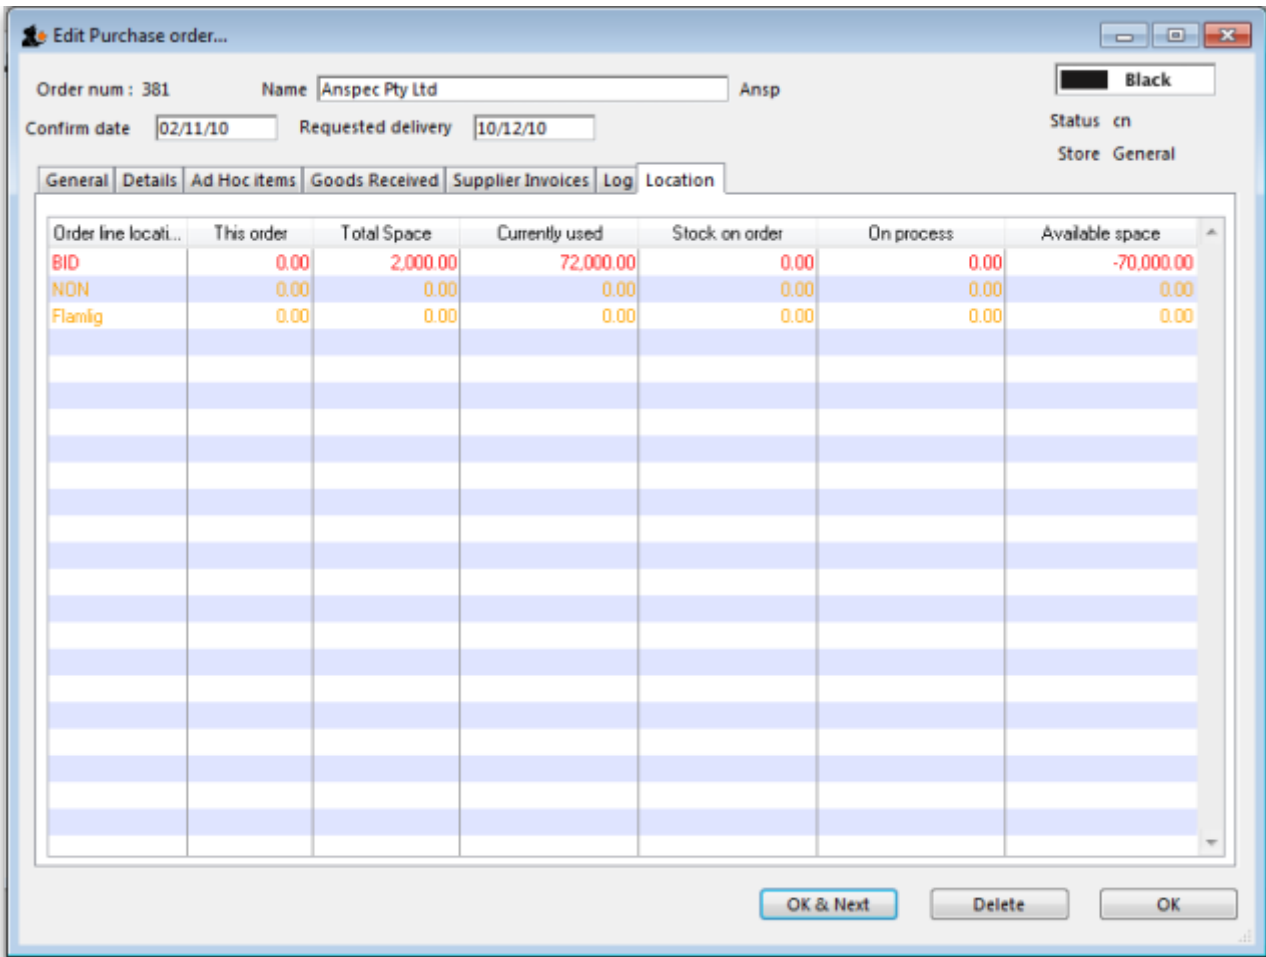 Edit Purchase order...
Order num : 381 Name Anspec Pty Ltd Ansp Black
Confirm date 02/11/10 Requested delivery 10/12/10 Status cn
Store General
General Details Ad Hoc items Goods Received Supplier Invoices Log Location
Order line locati... This order Total Space Currently used Stock on order On process Available space
BID 0.00 2,000.00 72,000.00 0.00 0.00 -70,000.00
NON 0.00 0.00 0.00 0.00 0.00 0.00
Flamlig 0.00 0.00 0.00 0.00 0.00 0.00
OK & Next Delete OK